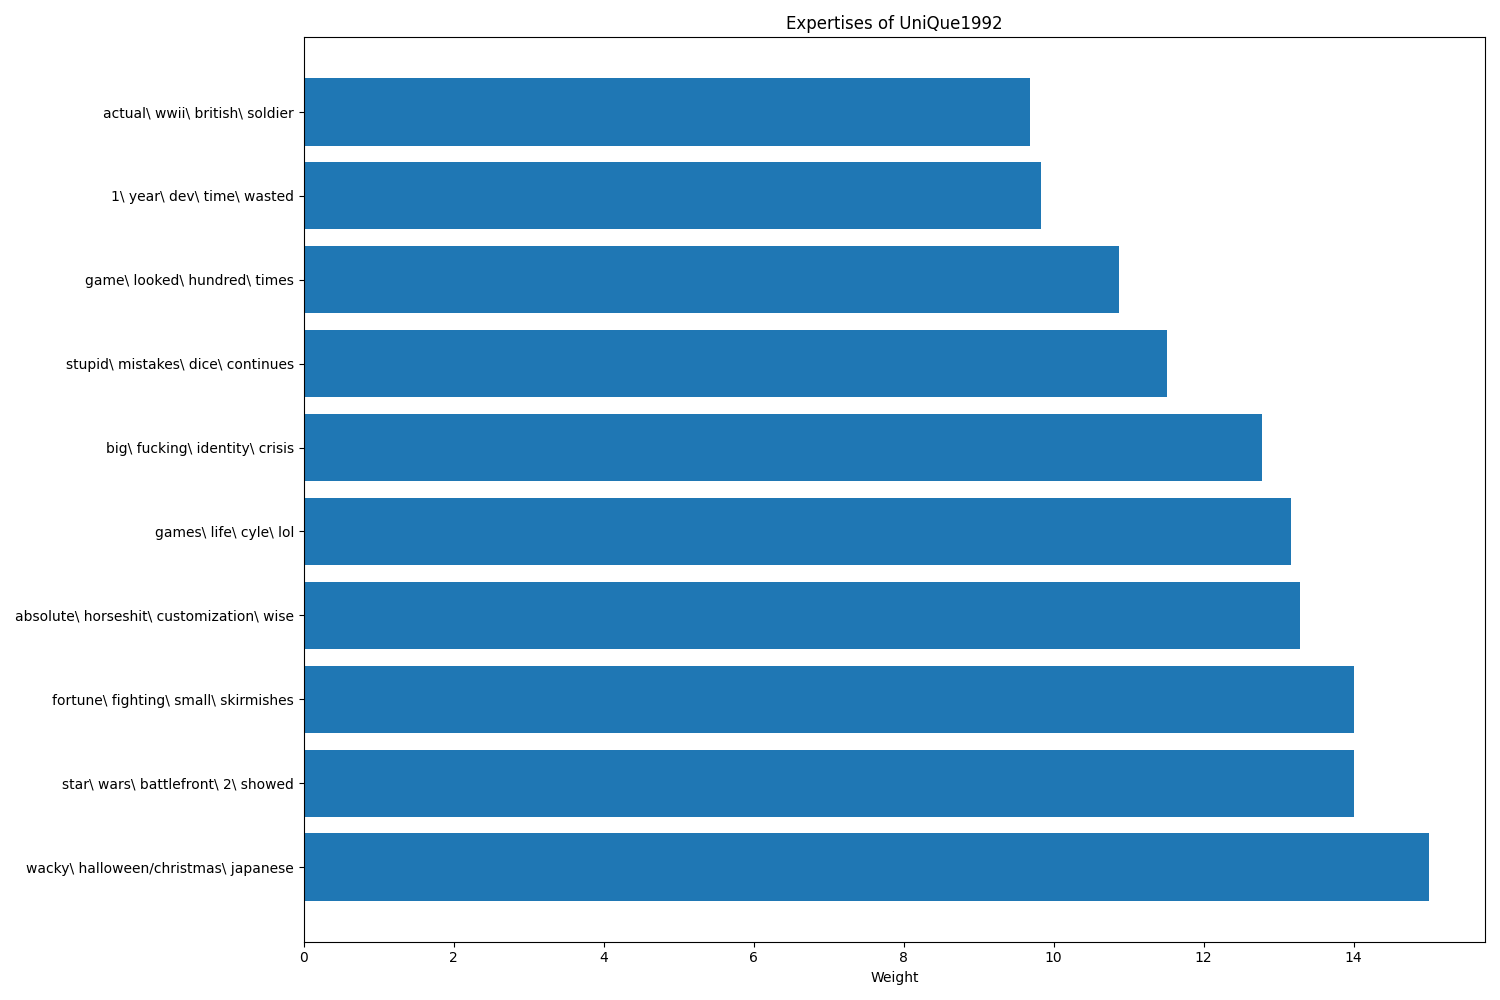 Expertises of UniQue1992
actual\ wwii\ british\ soldier
1\ year\ dev\ time\ wasted
game\ looked\ hundred\ times
stupid\ mistakes\ dice\ continues
big\ fucking\ identity\ crisis
games\ life\ cyle\ lol
absolute\ horseshit\ customization\ wise
fortune\ fighting\ small\ skirmishes
star\ wars\ battlefront\ 2\ showed
wacky\ halloween/christmas\ japanese
0 2 4 6 8 10 12 14
Weight